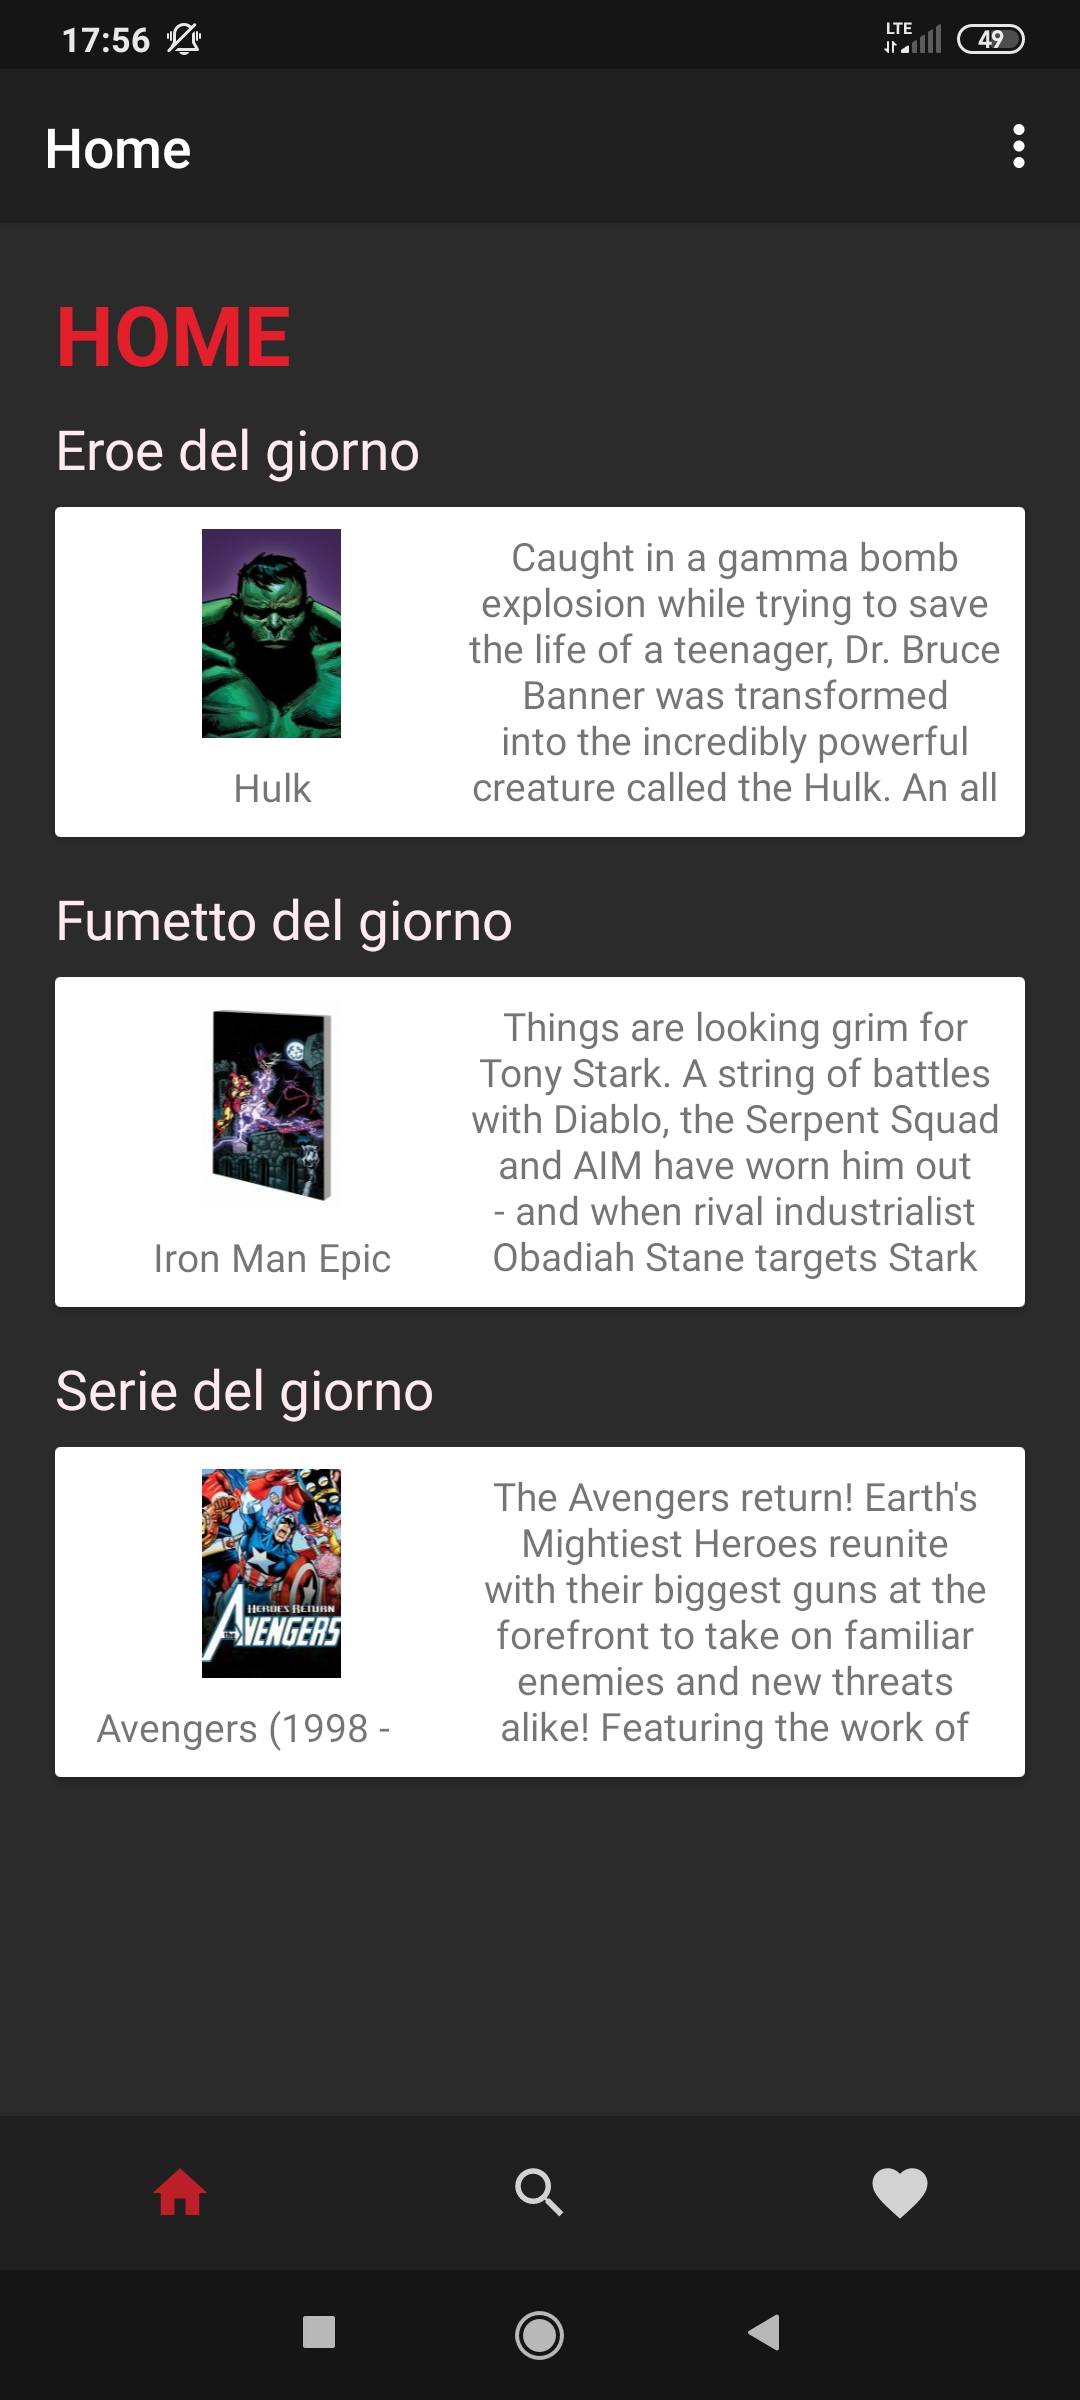 17:56
LTE
49
Home
HOME
Eroe del giorno
Caught in a gamma bomb
explosion while trying to save
the life of a teenager, Dr. Bruce
Banner was transformed
into the incredibly powerful
creature called the Hulk. An all
Hulk
Fumetto del giorno
Things are looking grim for
Tony Stark. A string of battles
with Diablo, the Serpent Squad
and AIM have worn him out
- and when rival industrialist
Obadiah Stane targets Stark
Iron Man Epic
Serie del giorno
HEROES RETURN
the
AVENGERS
The Avengers return! Earth's
Mightiest Heroes reunite
with their biggest guns at the
forefront to take on familiar
enemies and new threats
alike! Featuring the work of
Avengers (1998 -